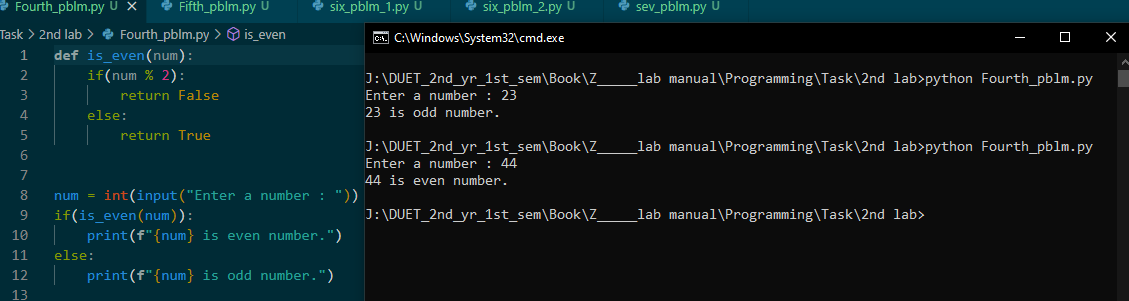 Fourth_pblm.py U
Fifth_pblm.py U
six_pblm_1.py U
six_pblm_2.py U
sev_pblm.py U
Task > 2nd lab > Fourth_pblm.py > is_even
1 def is_even(num):
2     if(num % 2):
3         return False
4     else:
5         return True
6
7
8 num = int(input("Enter a number : "))
9 if(is_even(num)):
10     print(f"{num} is even number.")
11 else:
12     print(f"{num} is odd number.")
13
C:\Windows\System32\cmd.exe
J:\DUET_2nd_yr_1st_sem\Book\Z_____lab manual\Programming\Task\2nd lab>python Fourth_pblm.py
Enter a number : 23
23 is odd number.
J:\DUET_2nd_yr_1st_sem\Book\Z_____lab manual\Programming\Task\2nd lab>python Fourth_pblm.py
Enter a number : 44
44 is even number.
J:\DUET_2nd_yr_1st_sem\Book\Z_____lab manual\Programming\Task\2nd lab>